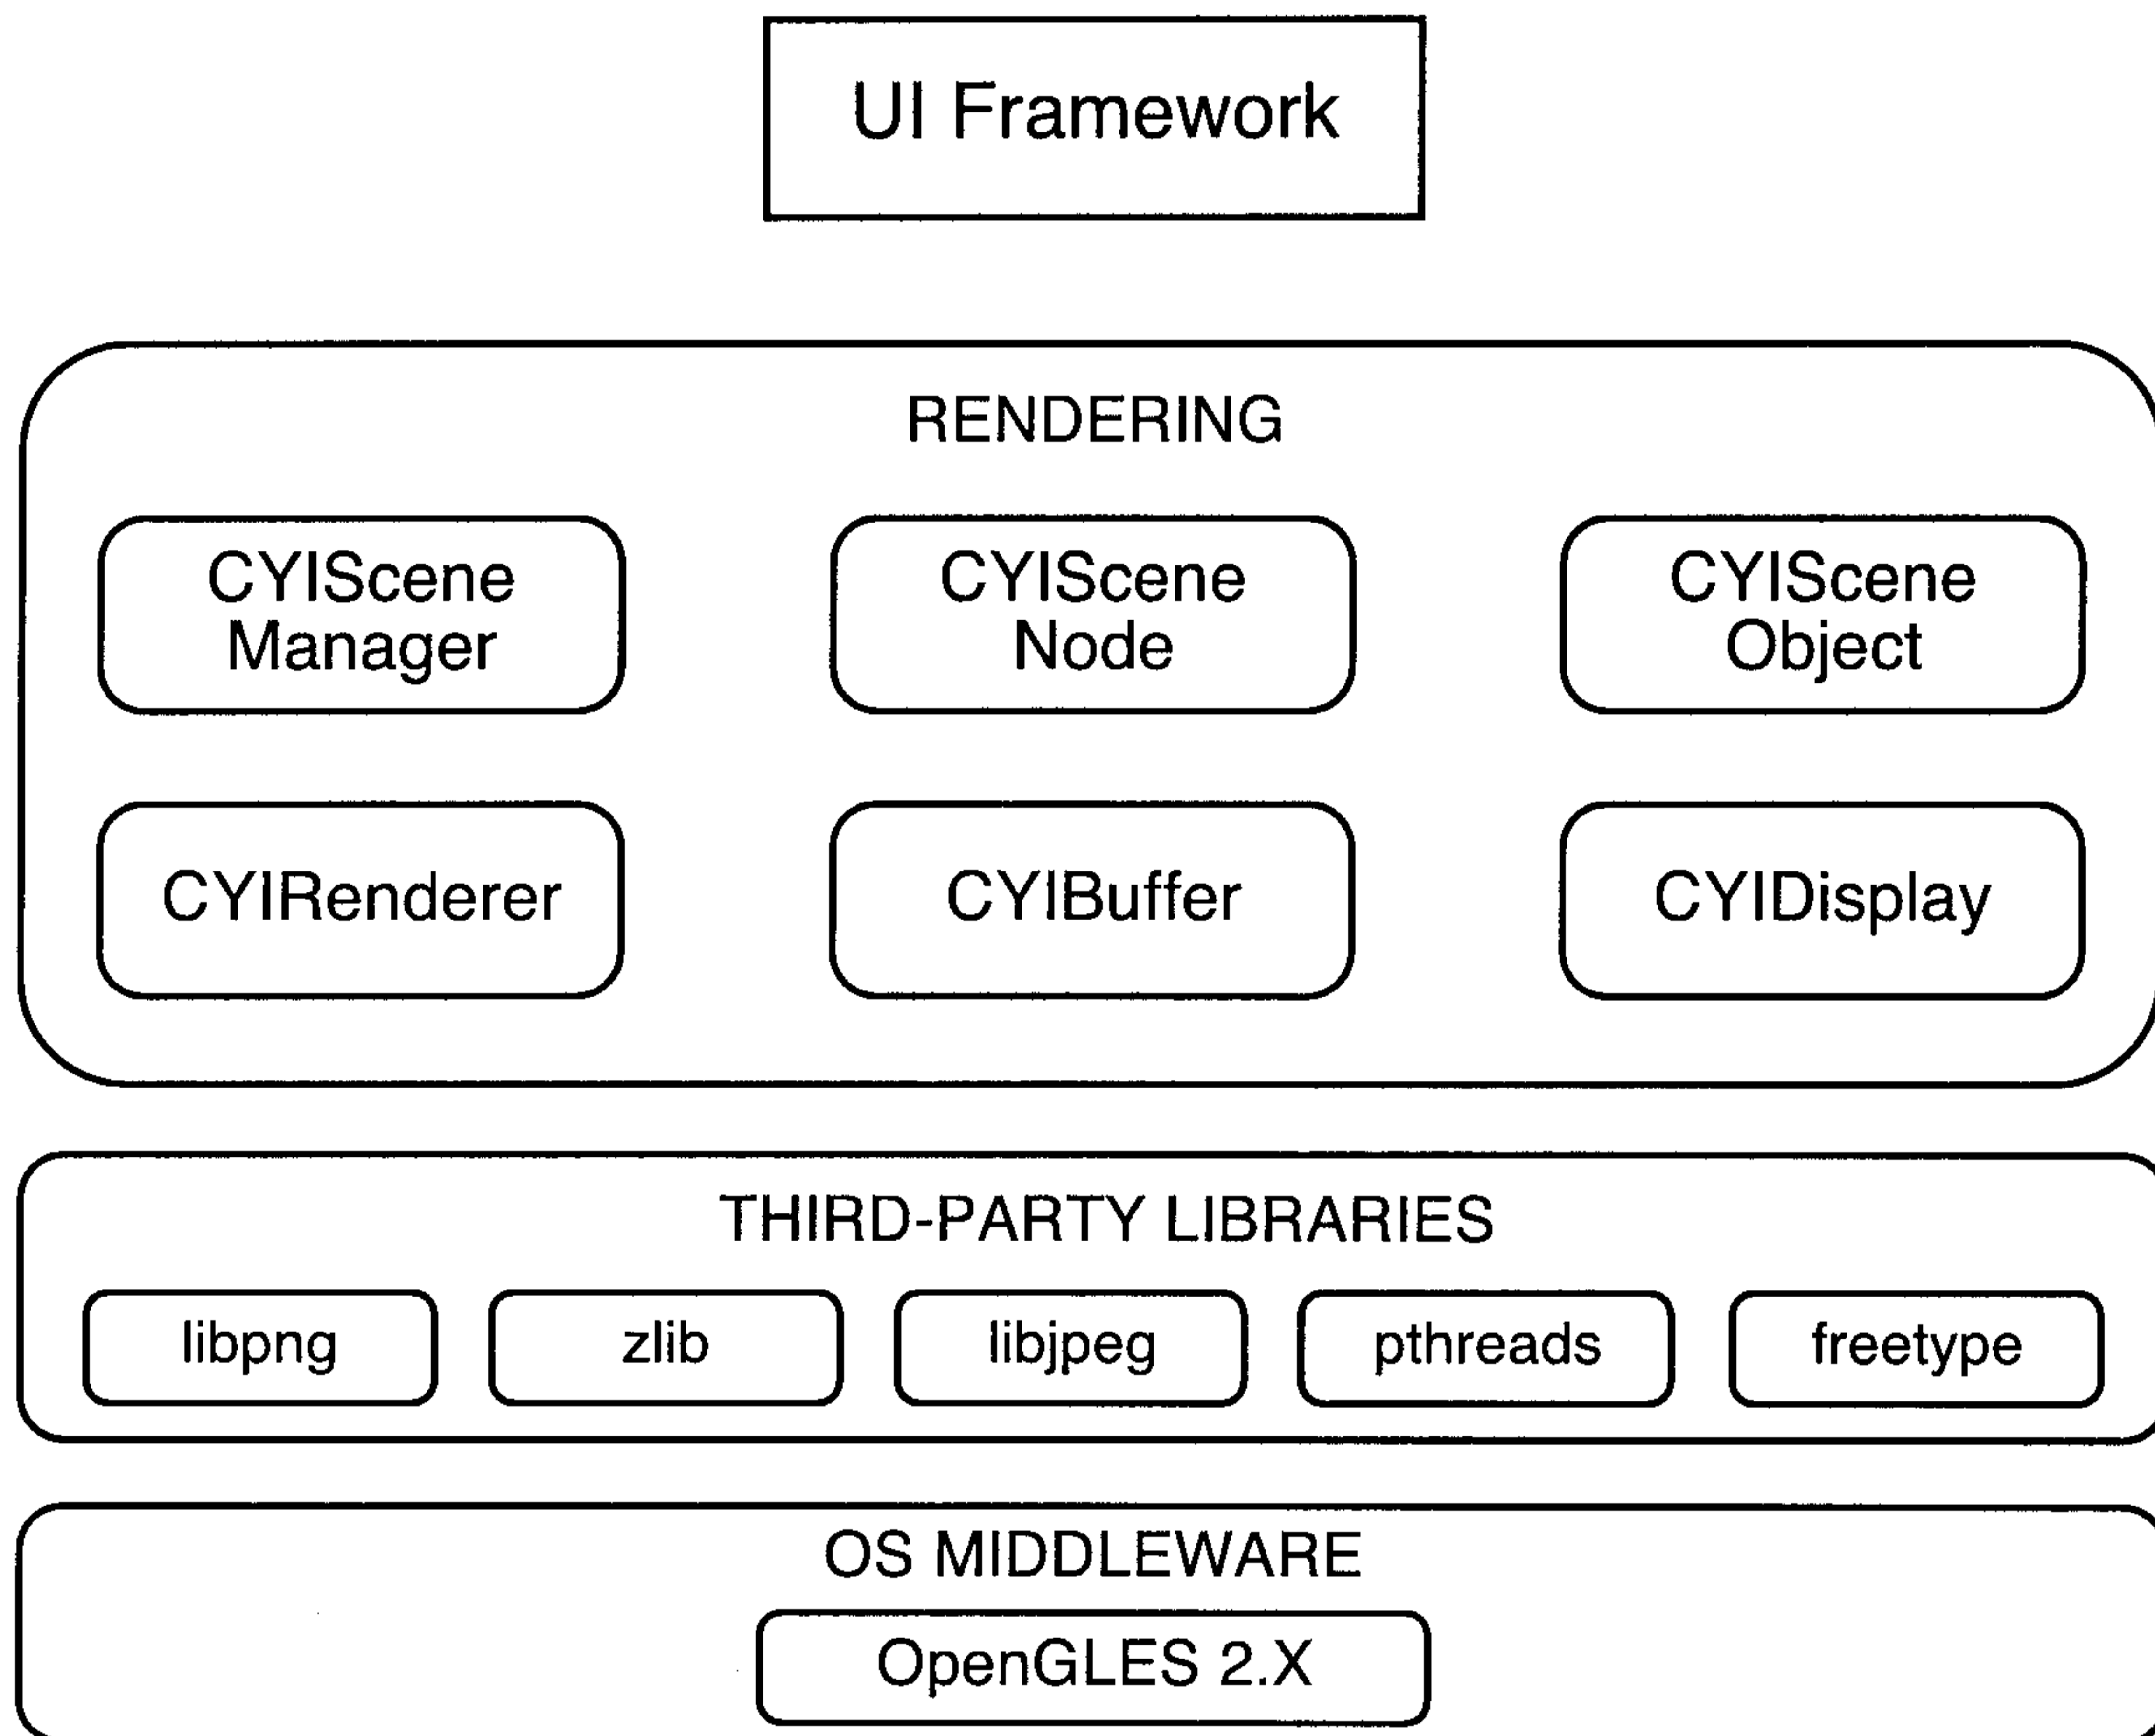 UI Framework
RENDERING
CYIScene
Manager
CYIScene
Node
CYIScene
Object
CYIRenderer
CYIBuffer
CYIDisplay
THIRD-PARTY LIBRARIES
libpng
zlib
libjpeg
pthreads
freetype
OS MIDDLEWARE
OpenGLES 2.X